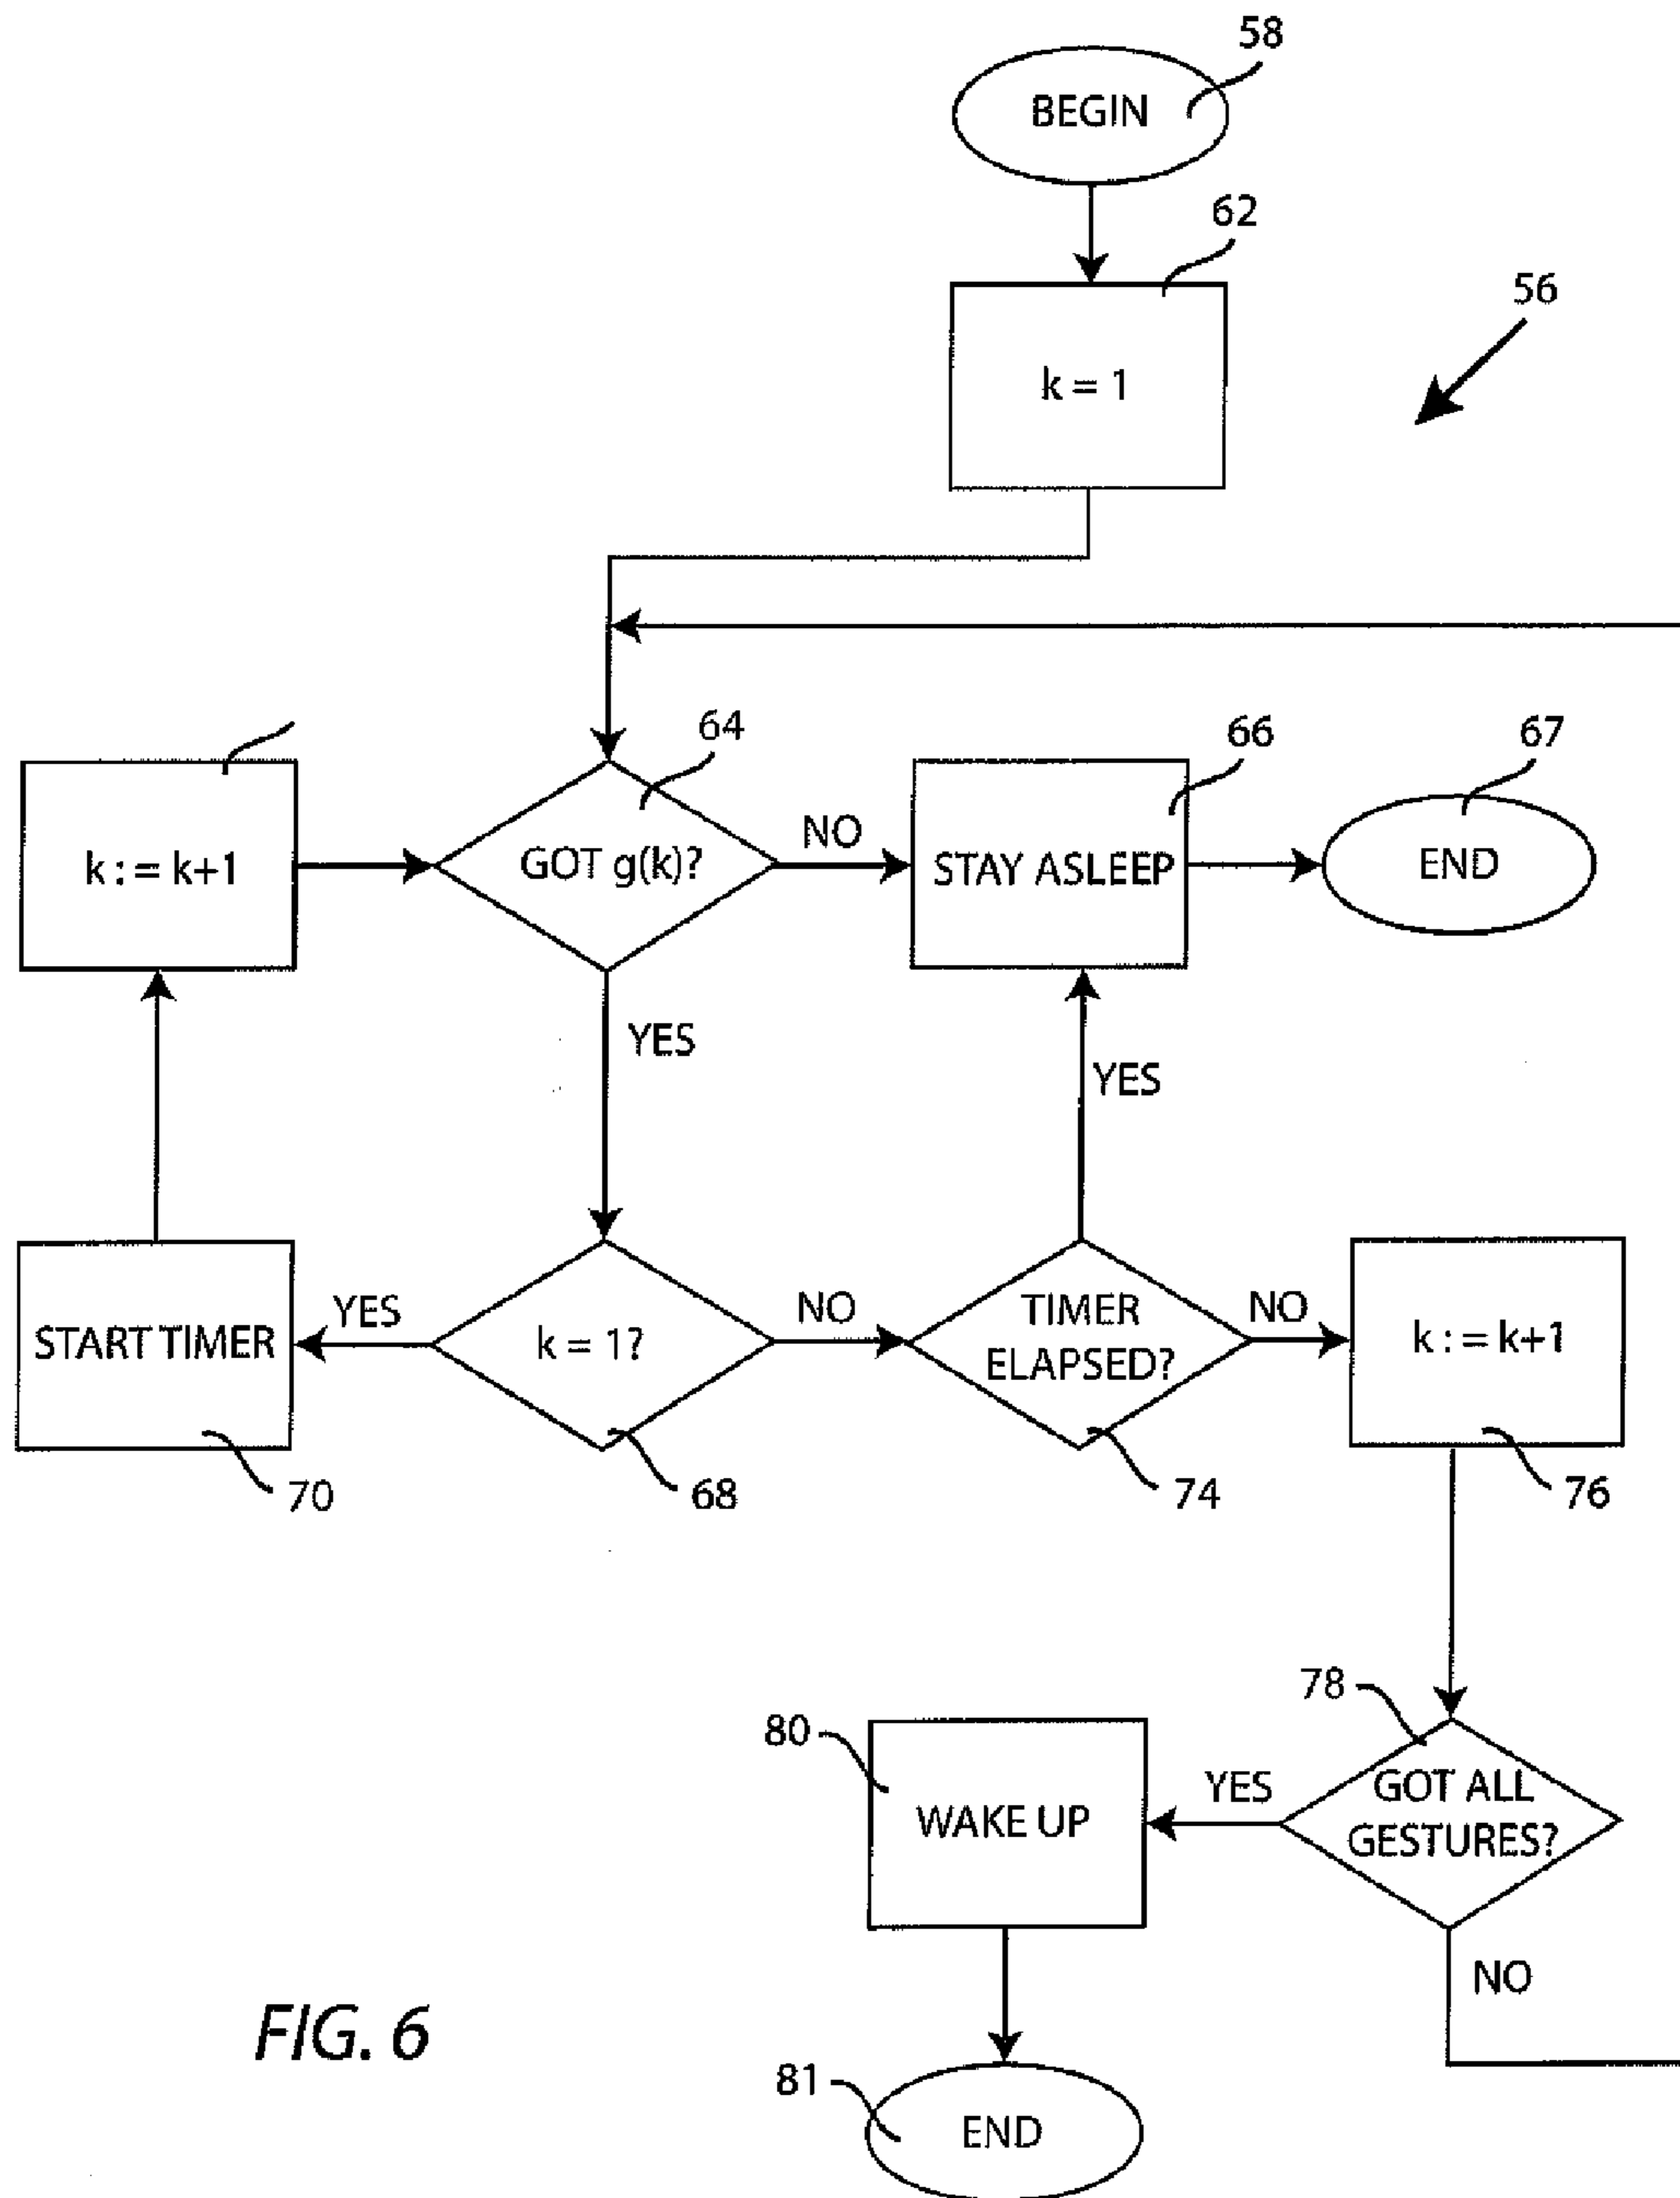 58
BEGIN
62
k = 1
56
k : = k+1
64
GOT g(k)?
NO
66
STAY ASLEEP
67
END
YES
YES
START TIMER
70
YES
k = 1?
68
NO
TIMER
ELAPSED?
74
NO
k : = k+1
76
78
GOT ALL
GESTURES?
YES
80
WAKE UP
NO
81
END
FIG. 6